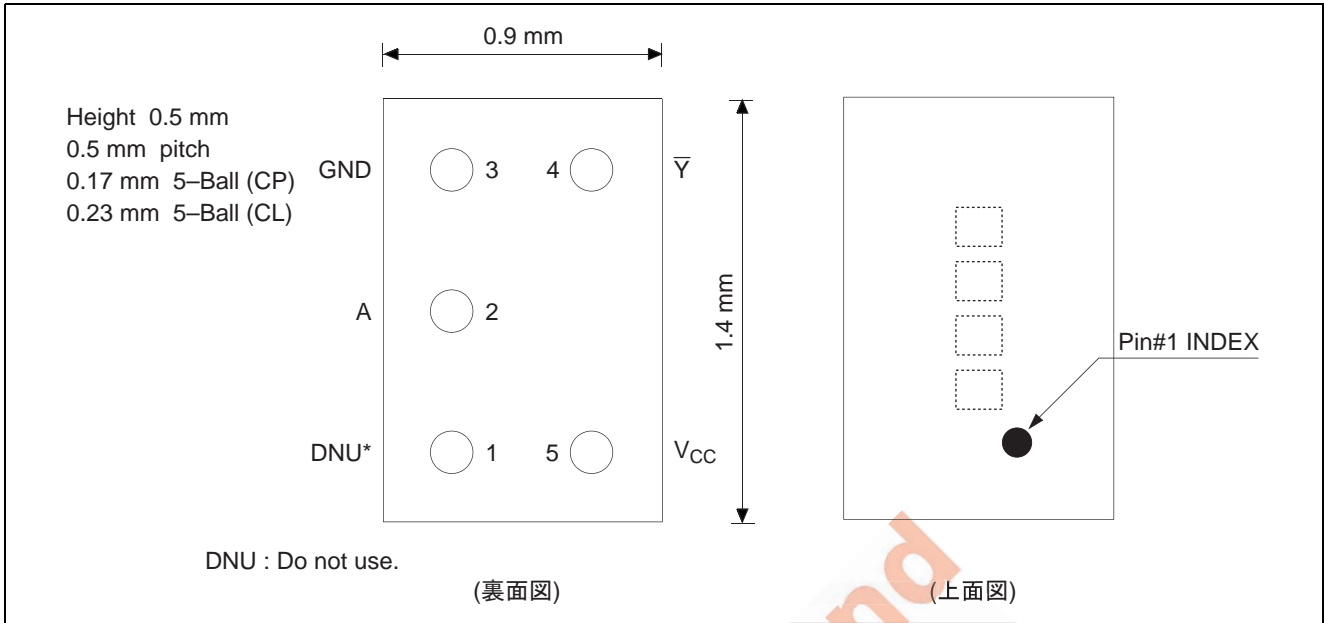 0.9 mm
Height 0.5 mm
0.5 mm pitch
0.17 mm 5–Ball (CP)
0.23 mm 5–Ball (CL)
GND 3 4 Y̅
A 2
1.4 mm
Pin#1 INDEX
DNU* 1 5 VCC
DNU : Do not use.
(裏面図) (上面図)